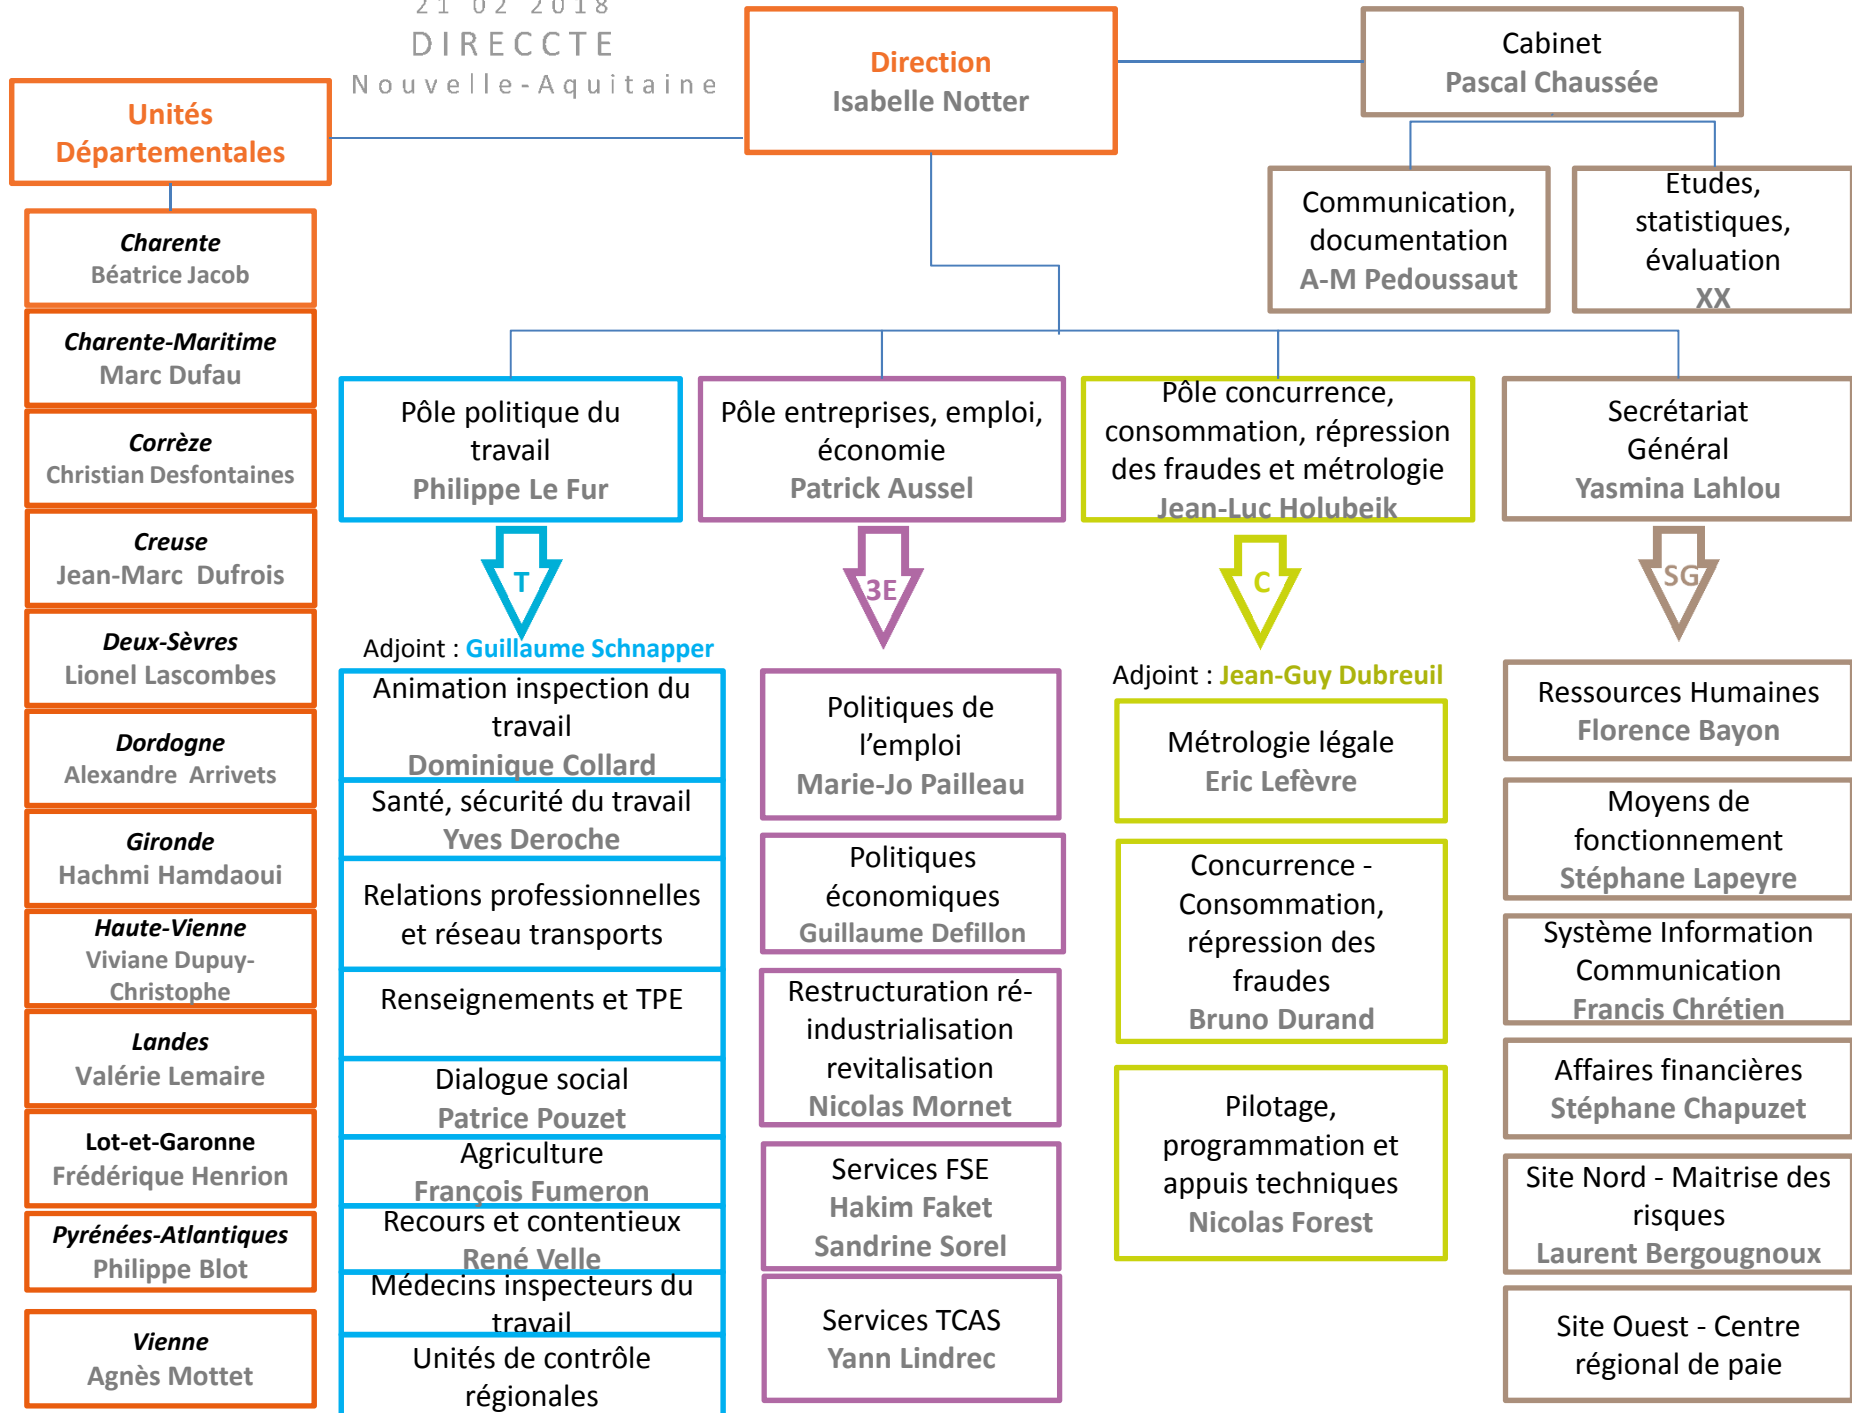 21 02 2018
DIRECCTE
Nouvelle-Aquitaine
Direction
Isabelle Notter
Cabinet
Pascal Chaussée
Communication,
documentation
A-M Pedoussaut
Etudes,
statistiques,
évaluation
XX
Unités
Départementales
Charente
Béatrice Jacob
Charente-Maritime
Marc Dufau
Corrèze
Christian Desfontaines
Creuse
Jean-Marc Dufrois
Deux-Sèvres
Lionel Lascombes
Dordogne
Alexandre Arrivets
Gironde
Hachmi Hamdaoui
Haute-Vienne
Viviane Dupuy-
Christophe
Landes
Valérie Lemaire
Lot-et-Garonne
Frédérique Henrion
Pyrénées-Atlantiques
Philippe Blot
Vienne
Agnès Mottet
Pôle politique du
travail
Philippe Le Fur
T
Adjoint : Guillaume Schnapper
Animation inspection du
travail
Dominique Collard
Santé, sécurité du travail
Yves Deroche
Relations professionnelles
et réseau transports
Renseignements et TPE
Dialogue social
Patrice Pouzet
Agriculture
François Fumeron
Recours et contentieux
René Velle
Médecins inspecteurs du
travail
Unités de contrôle
régionales
Pôle entreprises, emploi,
économie
Patrick Aussel
3E
Politiques de
l'emploi
Marie-Jo Pailleau
Politiques
économiques
Guillaume Defillon
Restructuration ré-
industrialisation
revitalisation
Nicolas Mornet
Services FSE
Hakim Faket
Sandrine Sorel
Services TCAS
Yann Lindrec
Pôle concurrence,
consommation, répression
des fraudes et métrologie
Jean-Luc Holubeik
C
Adjoint : Jean-Guy Dubreuil
Métrologie légale
Eric Lefèvre
Concurrence -
Consommation,
répression des
fraudes
Bruno Durand
Pilotage,
programmation et
appuis techniques
Nicolas Forest
Secrétariat
Général
Yasmina Lahlou
SG
Ressources Humaines
Florence Bayon
Moyens de
fonctionnement
Stéphane Lapeyre
Système Information
Communication
Francis Chrétien
Affaires financières
Stéphane Chapuzet
Site Nord - Maitrise des
risques
Laurent Bergougnoux
Site Ouest - Centre
régional de paie